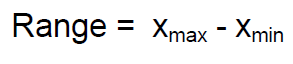 Range = xmax - xmin